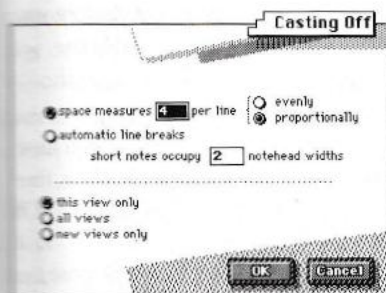 Casting Off
space measures 4 per line
evenly
proportionally
automatic line breaks
short notes occupy 2 notehead widths
this view only
all views
new views only
OK Cancel